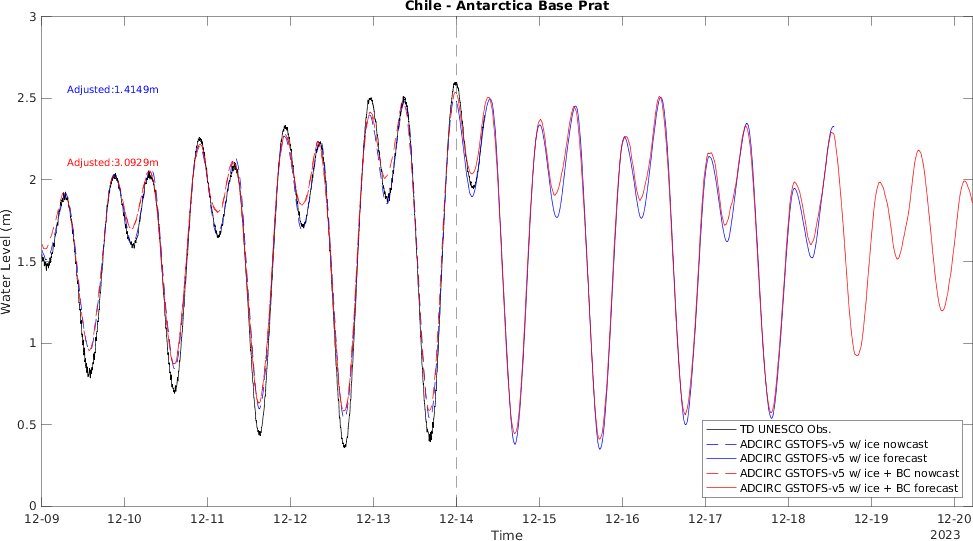 Chile - Antarctica Base Prat
3
2.5
2
1.5
1
0.5
0
Water Level (m)
Adjusted:1.4149m
Adjusted:3.0929m
TD UNESCO Obs.
ADCIRC GSTOFS-v5 w/ ice nowcast
ADCIRC GSTOFS-v5 w/ ice forecast
ADCIRC GSTOFS-v5 w/ ice + BC nowcast
ADCIRC GSTOFS-v5 w/ ice + BC forecast
12-09 12-10 12-11 12-12 12-13 12-14 12-15 12-16 12-17 12-18 12-19 12-20
Time
2023